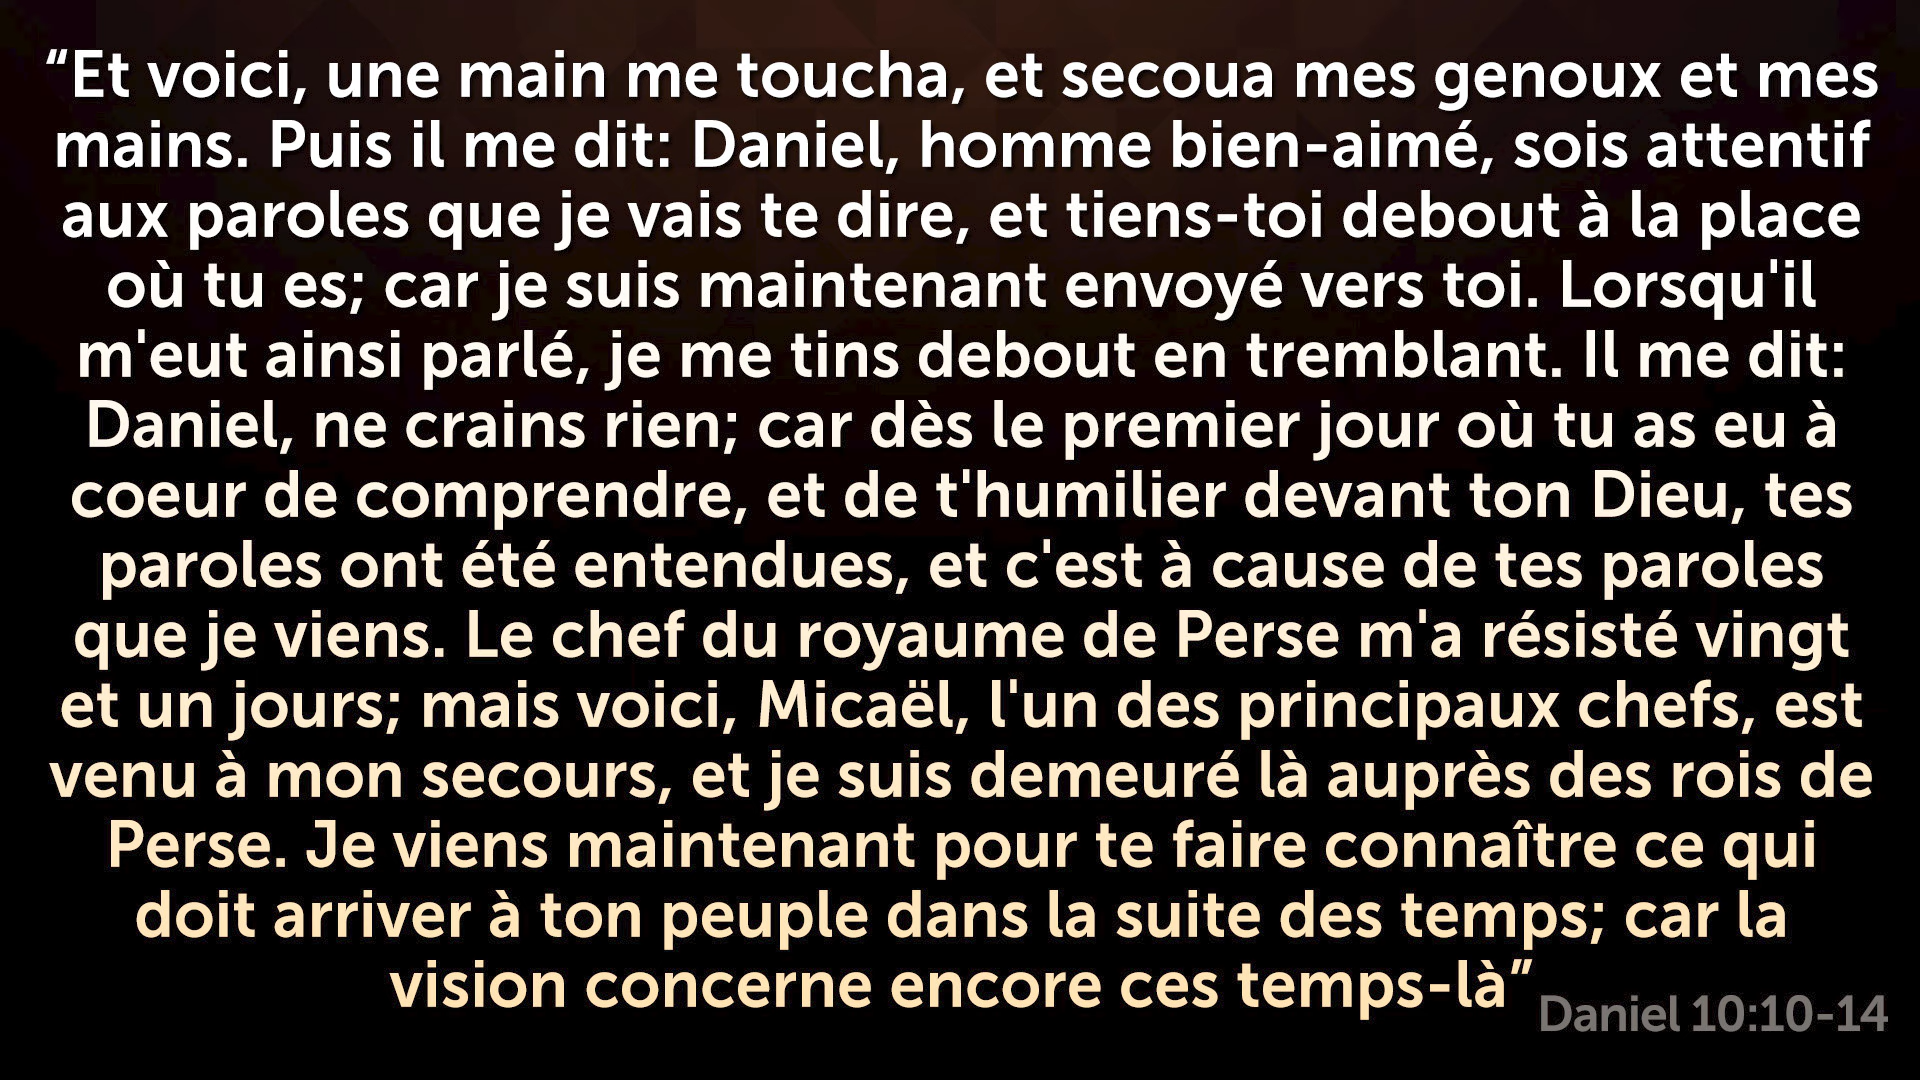 “Et voici, une main me toucha, et secoua mes genoux et mes
mains. Puis il me dit: Daniel, homme bien-aimé, sois attentif
aux paroles que je vais te dire, et tiens-toi debout à la place
où tu es; car je suis maintenant envoyé vers toi. Lorsqu'il
m'eut ainsi parlé, je me tins debout en tremblant. Il me dit:
Daniel, ne crains rien; car dès le premier jour où tu as eu à
coeur de comprendre, et de t'humilier devant ton Dieu, tes
paroles ont été entendues, et c'est à cause de tes paroles
que je viens. Le chef du royaume de Perse m'a résisté vingt
et un jours; mais voici, Micaël, l'un des principaux chefs, est
venu à mon secours, et je suis demeuré là auprès des rois de
Perse. Je viens maintenant pour te faire connaître ce qui
doit arriver à ton peuple dans la suite des temps; car la
vision concerne encore ces temps-là”
Daniel 10:10-14